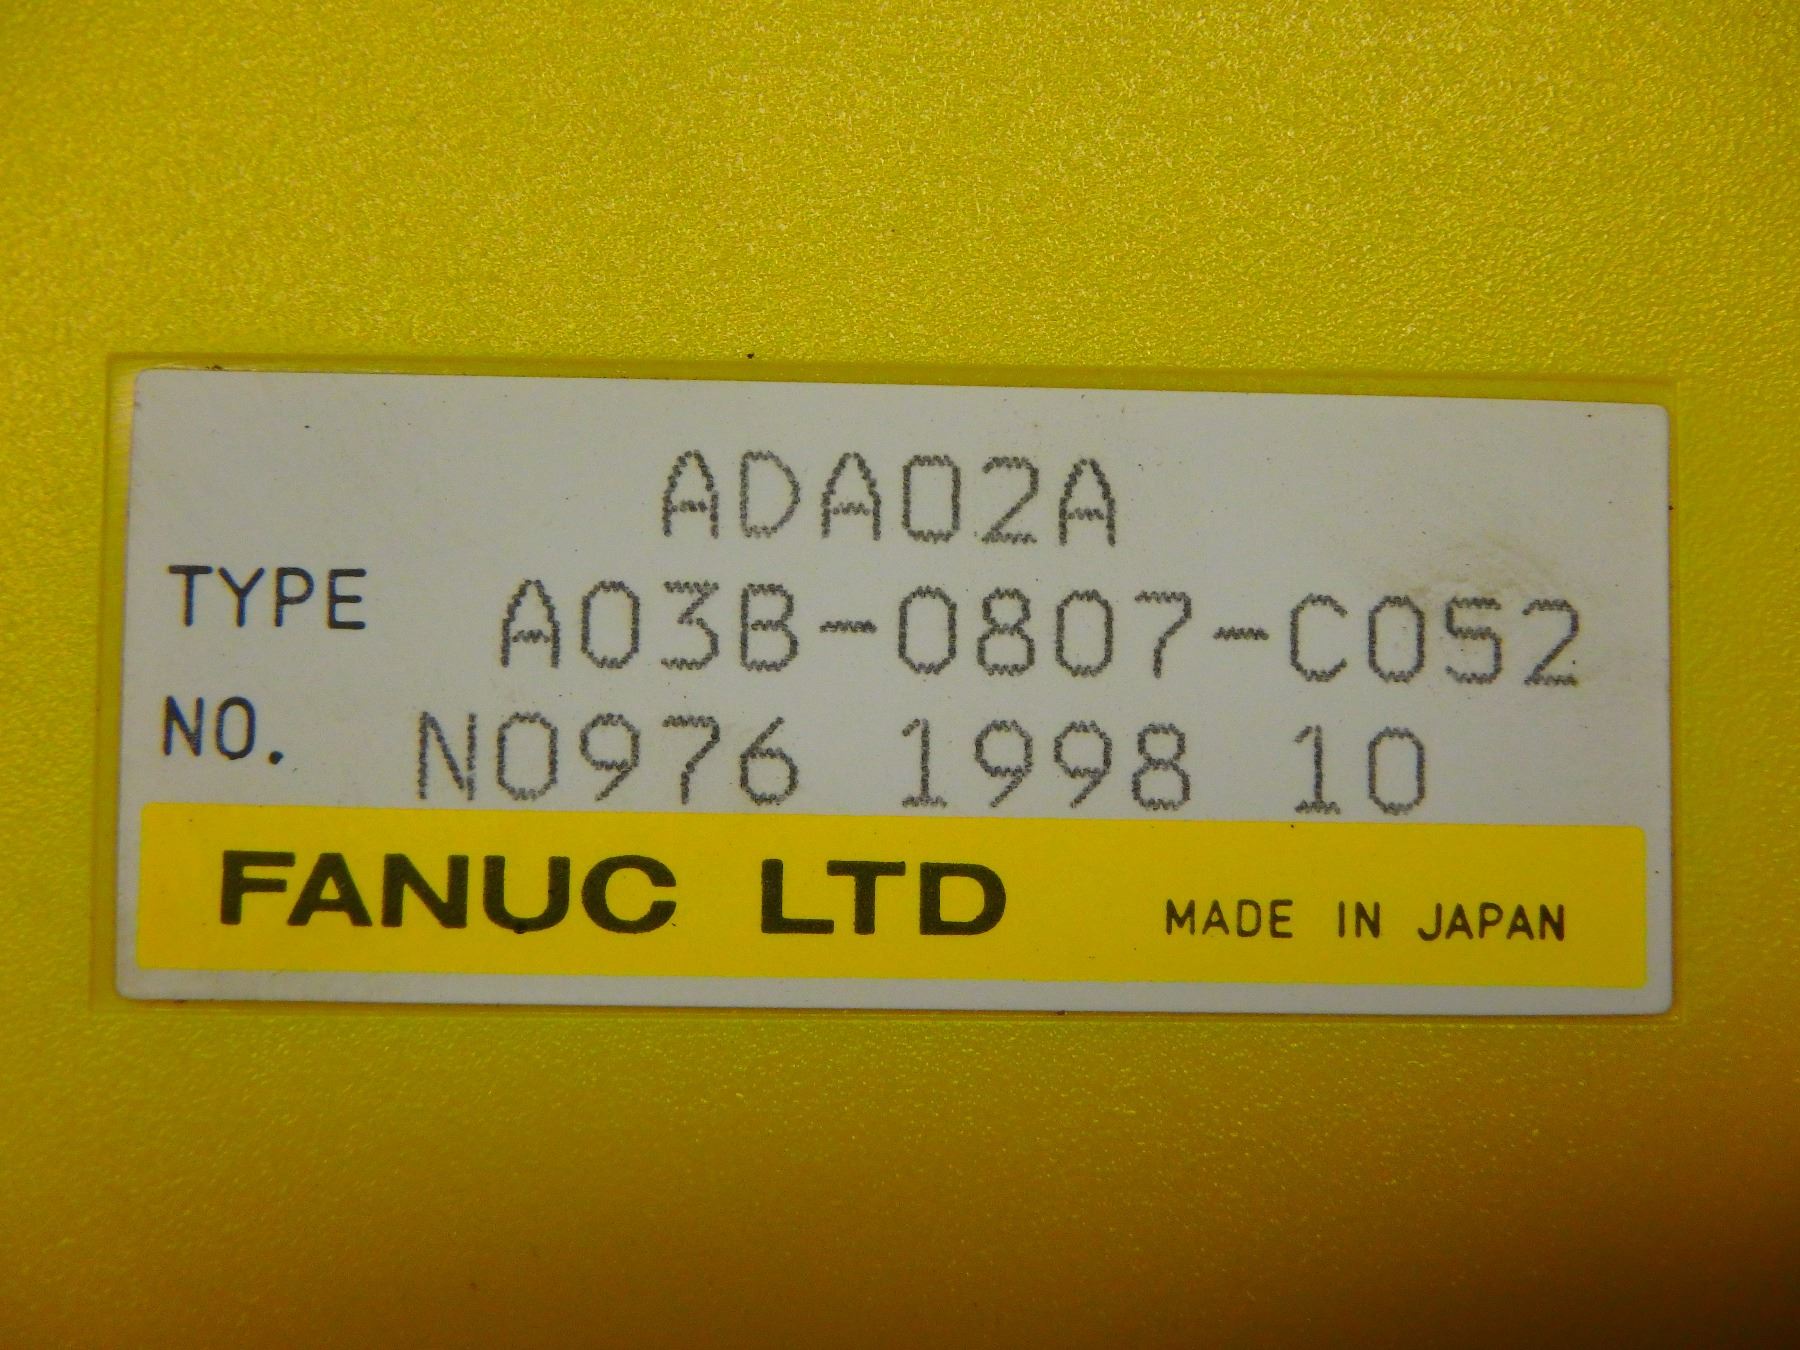 ADA02A
TYPE A03B-0807-C052
NO. N0976 1998 10
FANUC LTD MADE IN JAPAN